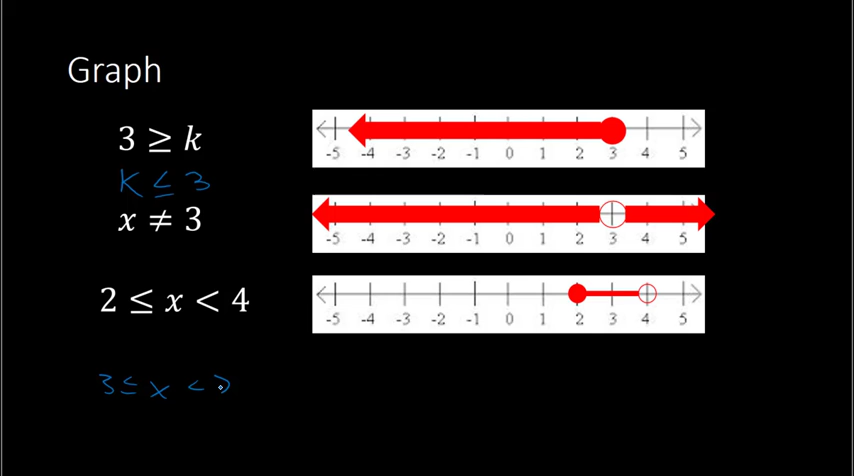 Graph
3 ≥ k
K ≤ 3
-5 -4 -3 -2 -1 0 1 2 3 4 5
x ≠ 3
-5 -4 -3 -2 -1 0 1 2 3 4 5
2 ≤ x < 4
-5 -4 -3 -2 -1 0 1 2 3 4 5
3 ≤ x <